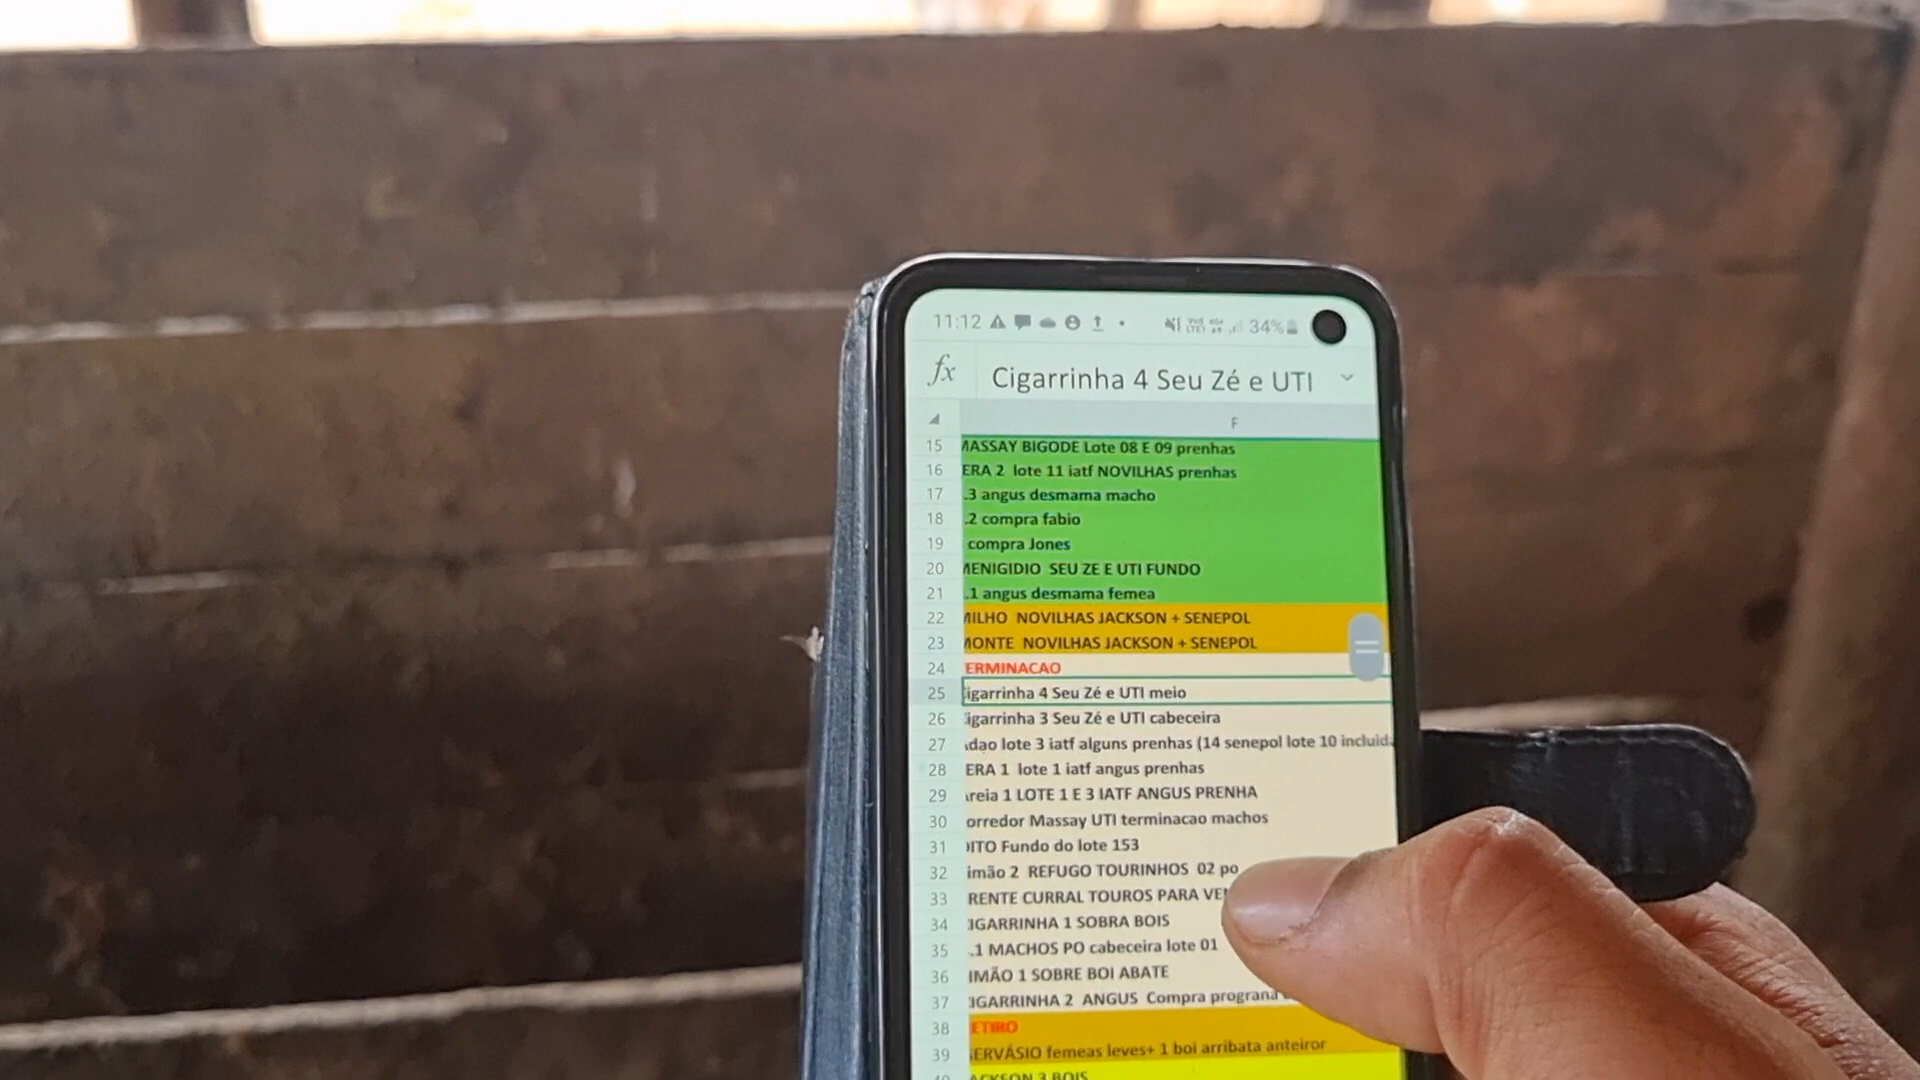 11:12 34%
fx Cigarrinha 4 Seu Zé e UTI
F
15 MASSAY BIGODE Lote 08 E 09 prenhas
16 ERA 2 lote 11 iatf NOVILHAS prenhas
17 .3 angus desmama macho
18 .2 compra fabio
19 compra Jones
20 MENIGIDIO SEU ZE E UTI FUNDO
21 .1 angus desmama femea
22 MILHO NOVILHAS JACKSON + SENEPOL
23 MONTE NOVILHAS JACKSON + SENEPOL
24 ERMINACAO
25 igarrinha 4 Seu Zé e UTI meio
26 igarrinha 3 Seu Zé e UTI cabeceira
27 dao lote 3 iatf alguns prenhas (14 senepol lote 10 incluid
28 ERA 1 lote 1 iatf angus prenhas
29 reia 1 LOTE 1 E 3 IATF ANGUS PRENHA
30 orredor Massay UTI terminacao machos
31 ITO Fundo do lote 153
32 imão 2 REFUGO TOURINHOS 02 po
33 RENTE CURRAL TOUROS PARA VE
34 IGARRINHA 1 SOBRA BOIS
35 .1 MACHOS PO cabeceira lote 01
36 IMÃO 1 SOBRE BOI ABATE
37 IGARRINHA 2 ANGUS Compra programa
38 ETIRO
39 ERVÁSIO femeas leves+ 1 boi arribata anteiror
40 ACKSON 3 BOIS